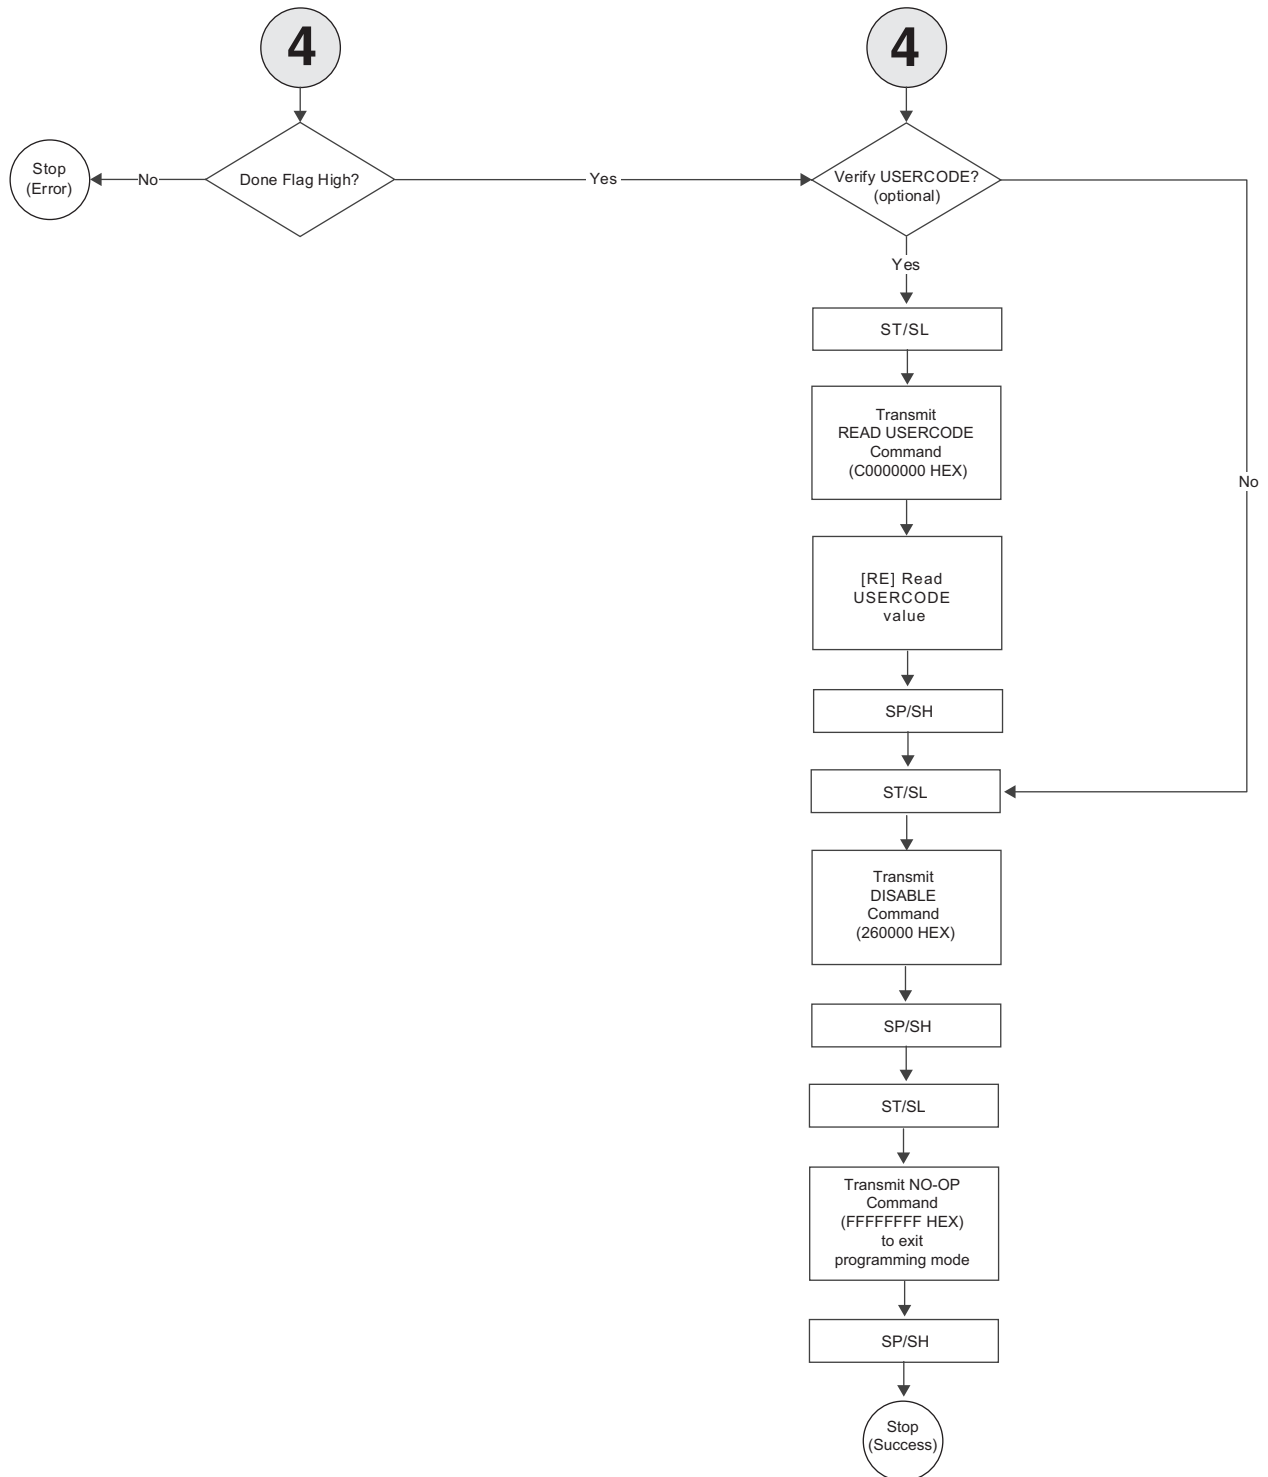 4
4
Stop
(Error)
No
Done Flag High?
Yes
Verify USERCODE?
(optional)
Yes
No
ST/SL
Transmit
READ USERCODE
Command
(C0000000 HEX)
[RE] Read
USERCODE
value
SP/SH
ST/SL
Transmit
DISABLE
Command
(260000 HEX)
SP/SH
ST/SL
Transmit NO-OP
Command
(FFFFFFFF HEX)
to exit
programming mode
SP/SH
Stop
(Success)